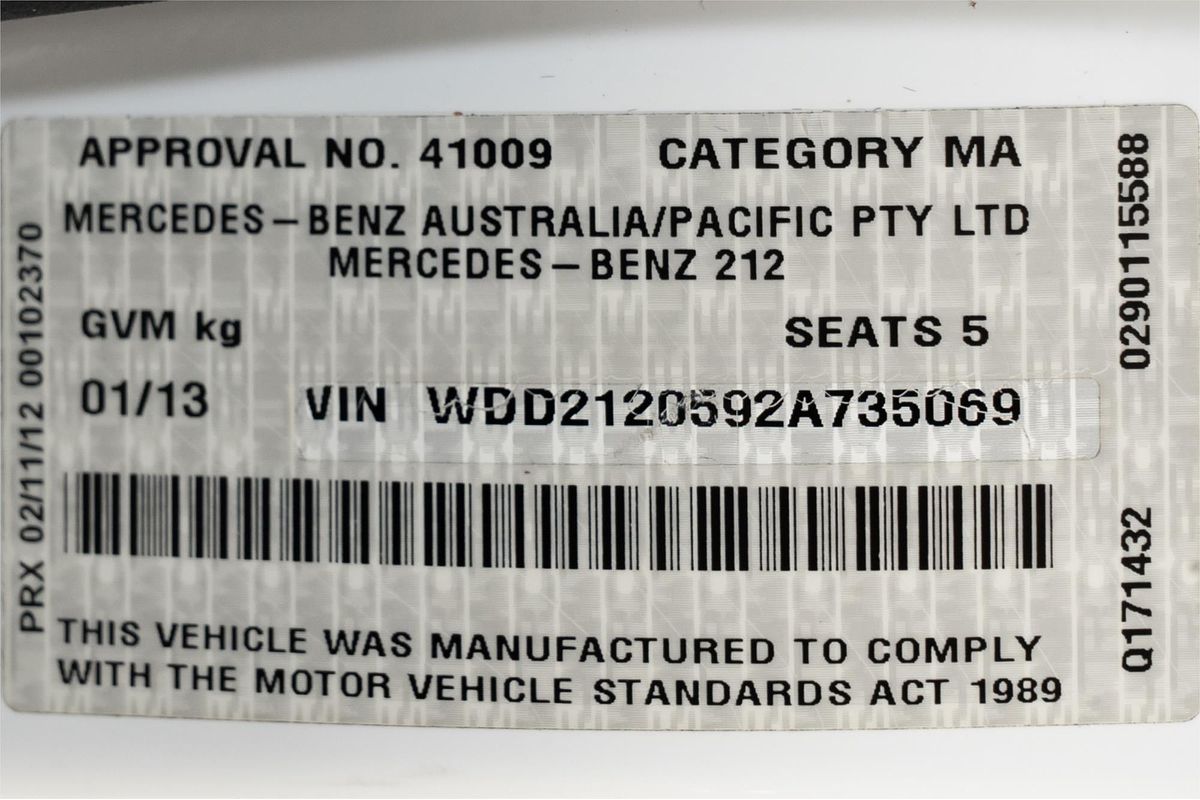 APPROVAL NO. 41009 CATEGORY MA
MERCEDES-BENZ AUSTRALIA/PACIFIC PTY LTD
MERCEDES-BENZ 212
GVM kg SEATS 5
01/13 VIN WDD2120592A735069
THIS VEHICLE WAS MANUFACTURED TO COMPLY
WITH THE MOTOR VEHICLE STANDARDS ACT 1989
PRX 02/11/12 00102370
0290115588
Q171432